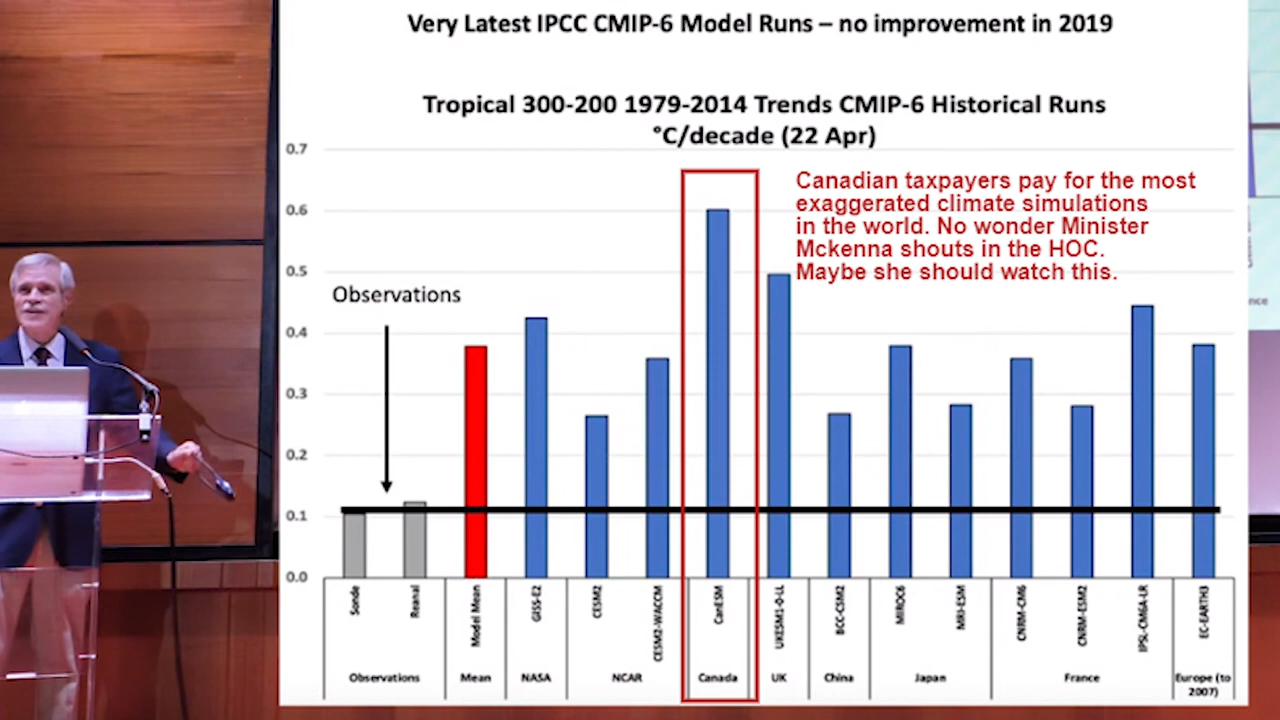 Very Latest IPCC CMIP-6 Model Runs – no improvement in 2019
Tropical 300-200 1979-2014 Trends CMIP-6 Historical Runs
°C/decade (22 Apr)
0.7
0.6
0.5
0.4
0.3
0.2
0.1
0.0
Canadian taxpayers pay for the most
exaggerated climate simulations
in the world. No wonder Minister
Mckenna shouts in the HOC.
Maybe she should watch this.
Observations
Sonde
Reanal
Model Mean
GISS-E2
CESM2
CESM2-WACCM
CanESM
UKESM1-0-LL
BCC-CSM2
MIROC6
MRI-ESM
CNRM-CM6
CNRM-ESM2
IPSL-CM6A-LR
EC-EARTH3
Observations
Mean
NASA
NCAR
Canada
UK
China
Japan
France
Europe (to
2007)